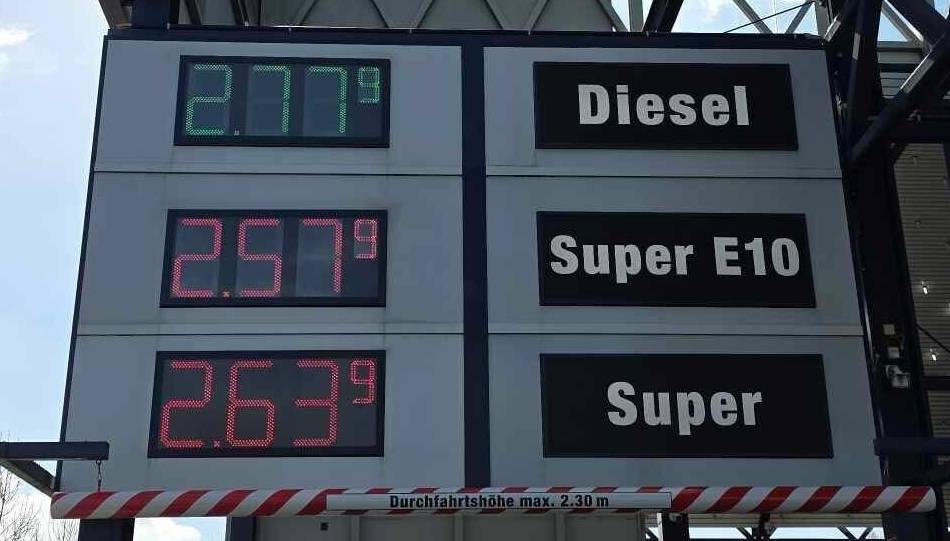 2.77⁹ Diesel
2.57⁹ Super E10
2.63⁹ Super
Durchfahrtshöhe max. 2.30 m